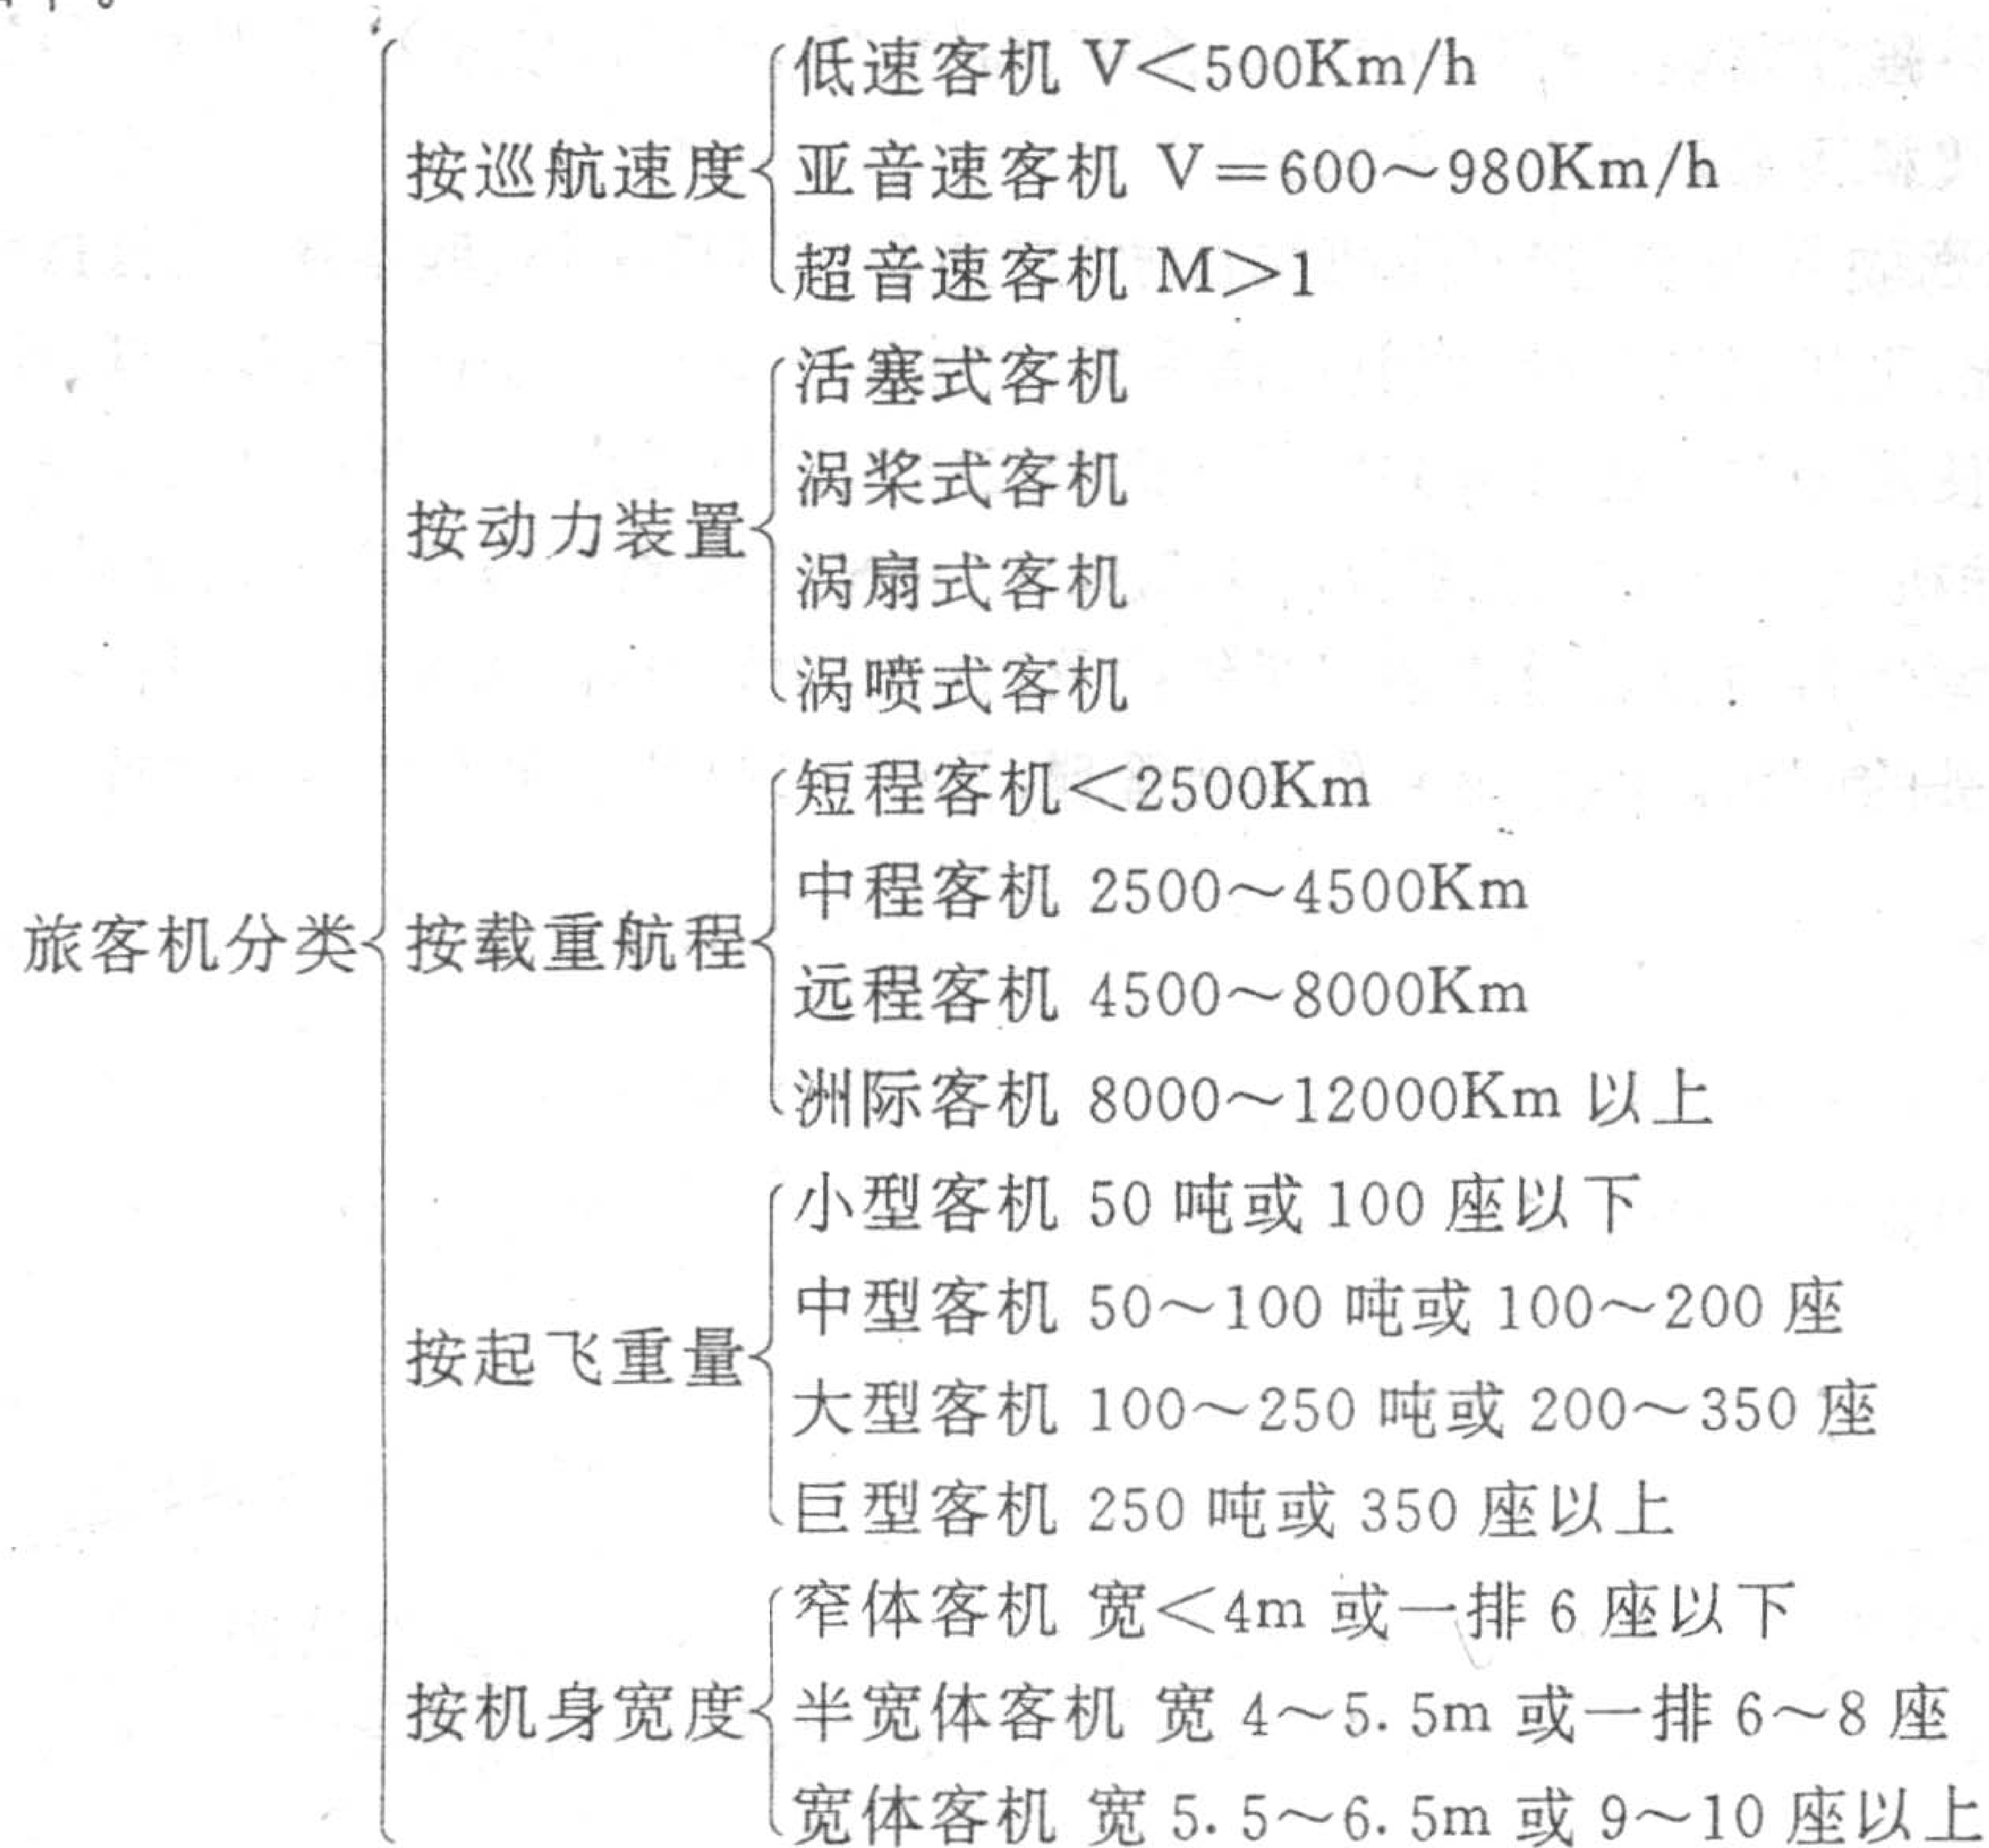 旅客机分类
按巡航速度
低速客机 V<500Km/h
亚音速客机 V=600~980Km/h
超音速客机 M>1
按动力装置
活塞式客机
涡桨式客机
涡扇式客机
涡喷式客机
按载重航程
短程客机<2500Km
中程客机 2500~4500Km
远程客机 4500~8000Km
洲际客机 8000~12000Km 以上
按起飞重量
小型客机 50 吨或 100 座以下
中型客机 50~100 吨或 100~200 座
大型客机 100~250 吨或 200~350 座
巨型客机 250 吨或 350 座以上
按机身宽度
窄体客机 宽<4m 或一排 6 座以下
半宽体客机 宽 4~5.5m 或一排 6~8 座
宽体客机 宽 5.5~6.5m 或 9~10 座以上